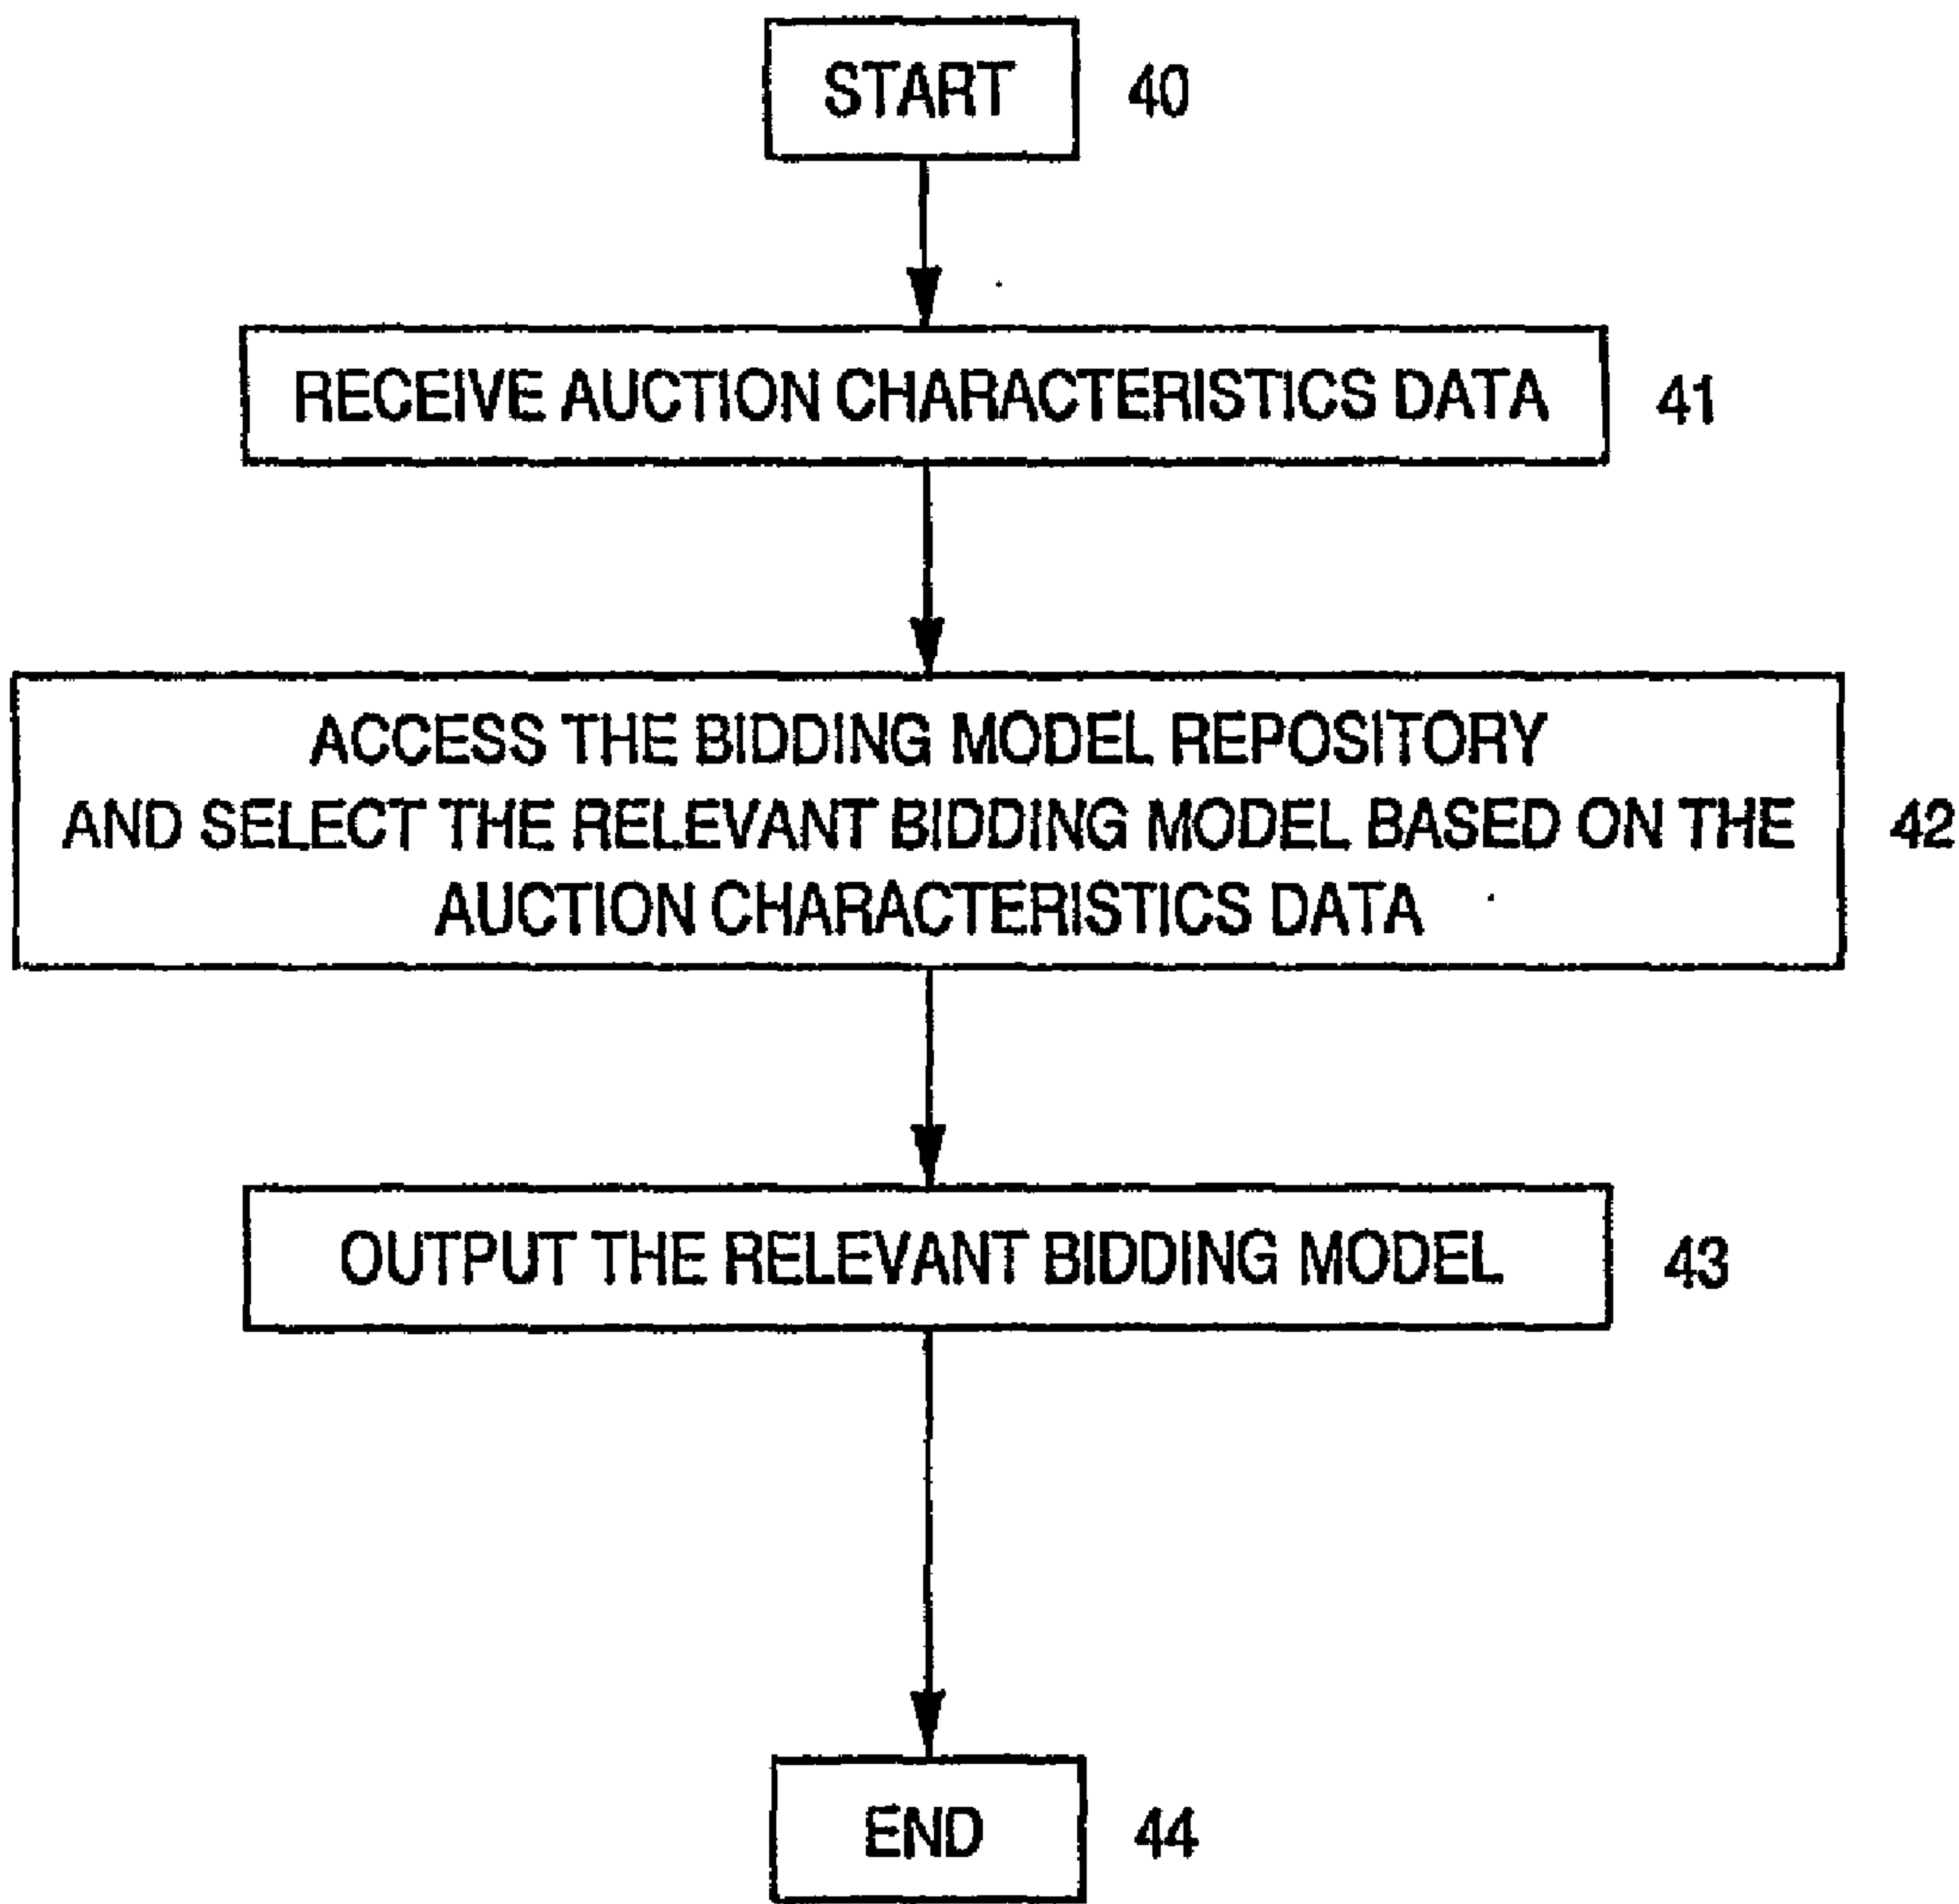 START 40
RECEIVE AUCTION CHARACTERISTICS DATA 41
ACCESS THE BIDDING MODEL REPOSITORY
AND SELECT THE RELEVANT BIDDING MODEL BASED ON THE 42
AUCTION CHARACTERISTICS DATA
OUTPUT THE RELEVANT BIDDING MODEL 43
END 44